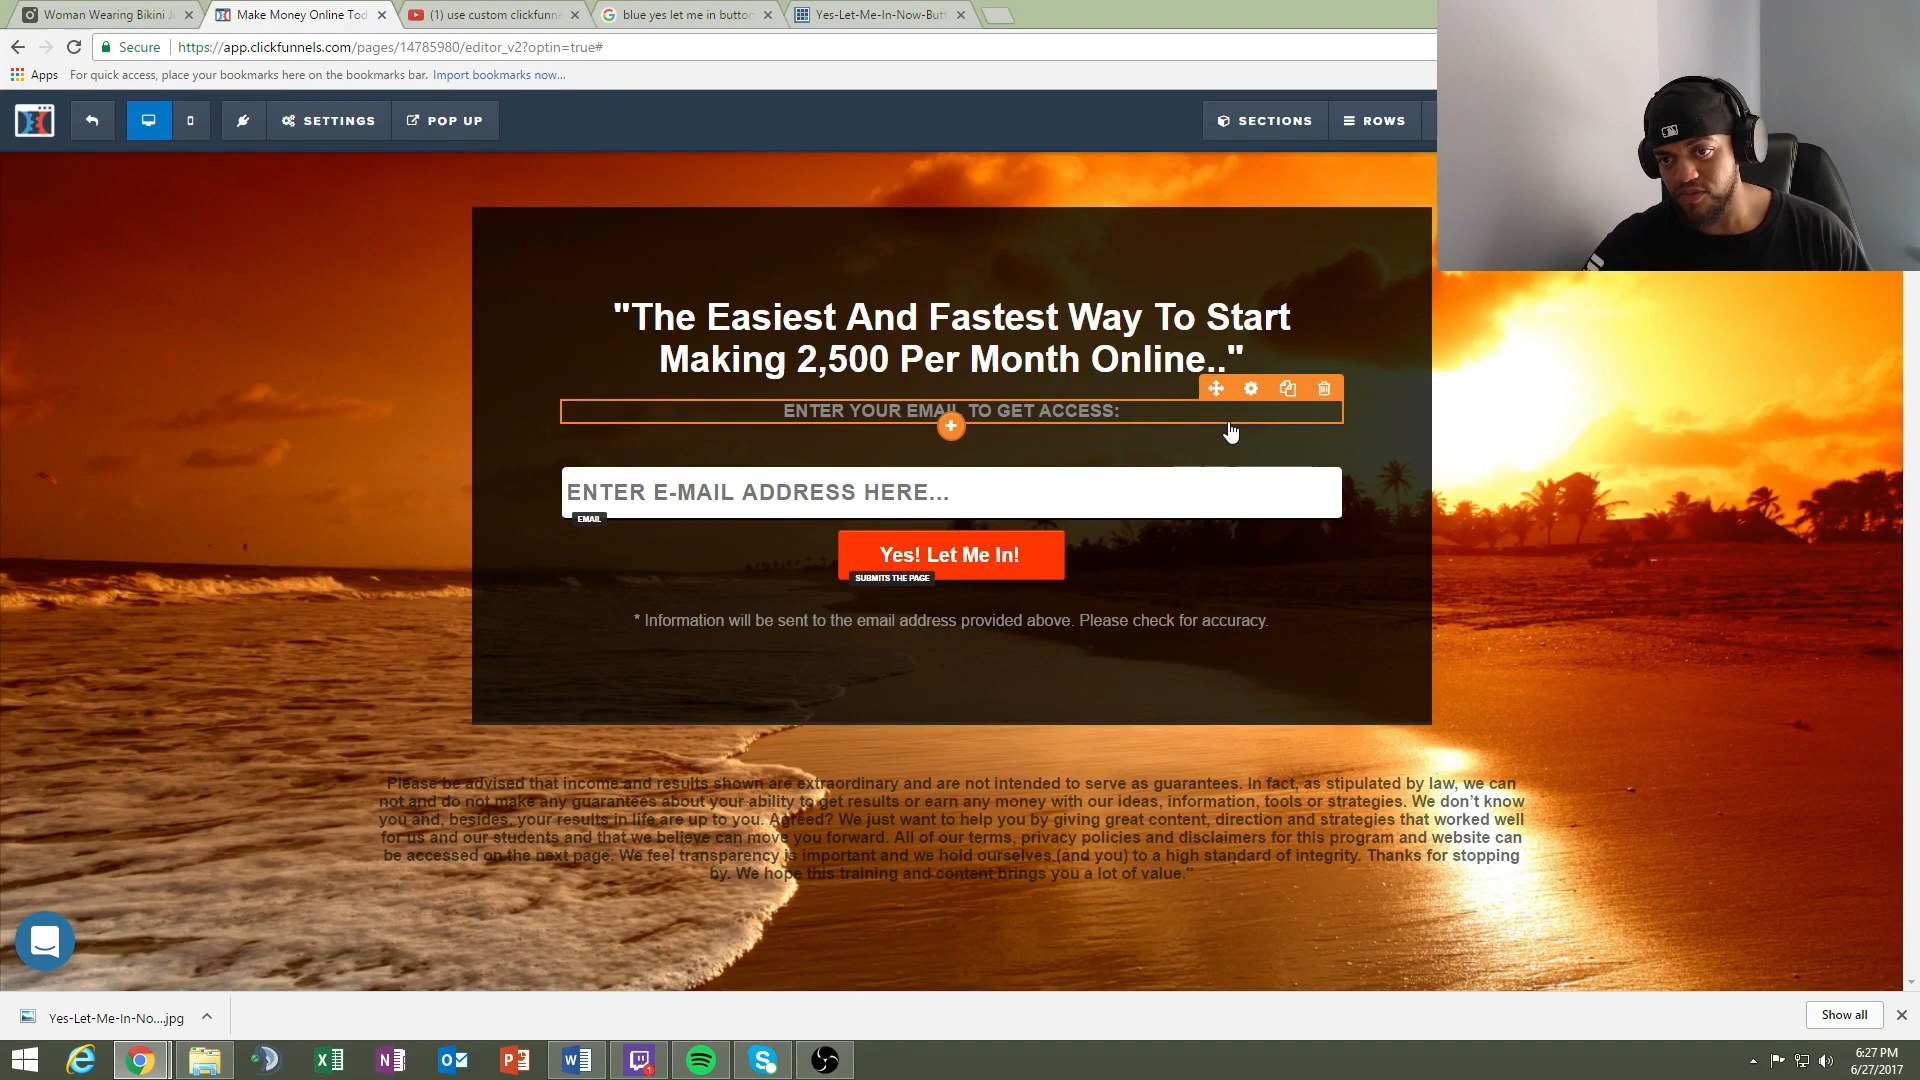 Woman Wearing Bikini
Make Money Online Tod
(1) use custom clickfunne
blue yes let me in button
Yes-Let-Me-In-Now-Butt
Secure
https://app.clickfunnels.com/pages/14785980/editor_v2?optin=true#
Apps
For quick access, place your bookmarks here on the bookmarks bar. Import bookmarks now...
SETTINGS
POP UP
SECTIONS
ROWS
"The Easiest And Fastest Way To Start
Making 2,500 Per Month Online.."
ENTER YOUR EMAIL TO GET ACCESS:
ENTER E-MAIL ADDRESS HERE...
EMAIL
Yes! Let Me In!
SUBMITS THE PAGE
* Information will be sent to the email address provided above. Please check for accuracy.
Please be advised that income and results shown are extraordinary and are not intended to serve as guarantees. In fact, as stipulated by law, we can
not and do not make any guarantees about your ability to get results or earn any money with our ideas, information, tools or strategies. We don't know
you and, besides, your results in life are up to you. Agreed? We just want to help you by giving great content, direction and strategies that worked well
for us and our students and that we believe can move you forward. All of our terms, privacy policies and disclaimers for this program and website can
be accessed on the next page. We feel transparency is important and we hold ourselves (and you) to a high standard of integrity. Thanks for stopping
by. We hope this training and content brings you a lot of value."
Yes-Let-Me-In-No....jpg
Show all
6:27 PM
6/27/2017